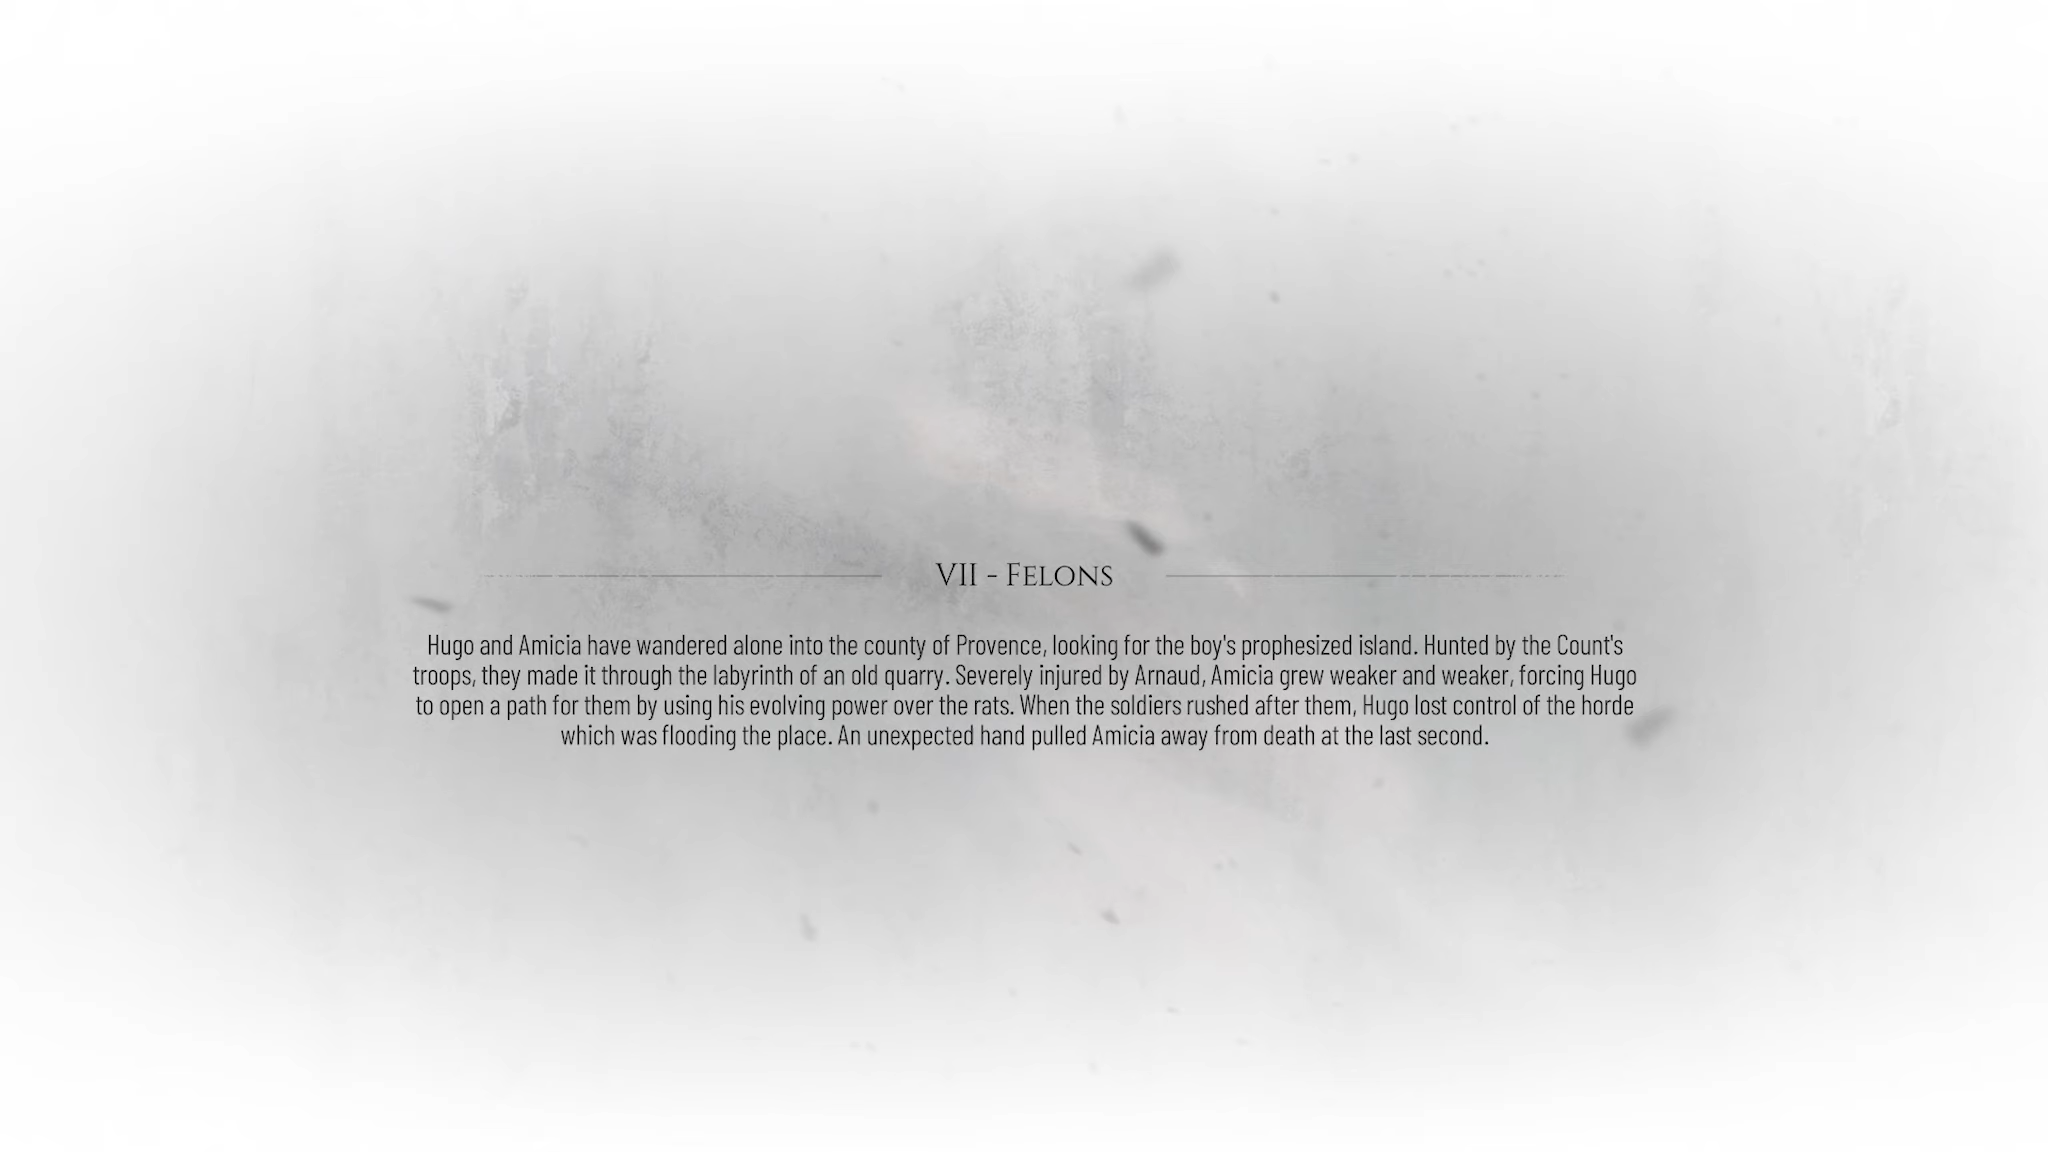 VII - Felons
Hugo and Amicia have wandered alone into the county of Provence, looking for the boy's prophesized island. Hunted by the Count's
troops, they made it through the labyrinth of an old quarry. Severely injured by Arnaud, Amicia grew weaker and weaker, forcing Hugo
to open a path for them by using his evolving power over the rats. When the soldiers rushed after them, Hugo lost control of the horde
which was flooding the place. An unexpected hand pulled Amicia away from death at the last second.